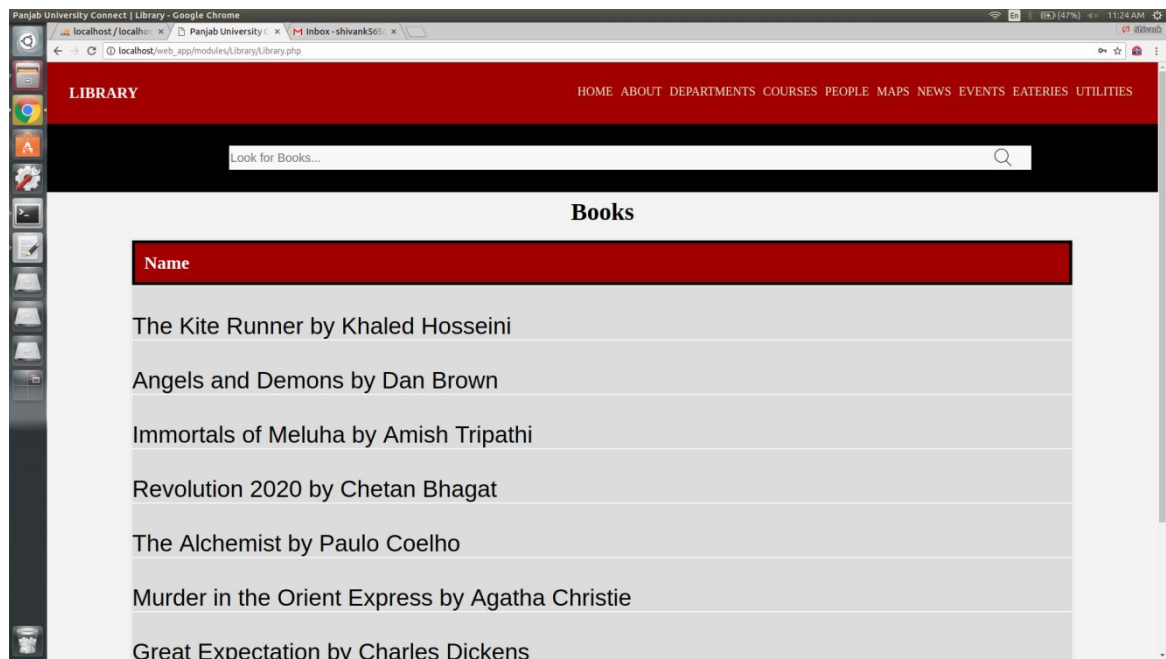 Panjab University Connect | Library - Google Chrome
En (47%) 11:24 AM
localhost / localhos × Panjab University C × Inbox - shivank565 ×
localhost/web_app/modules/Library/Library.php
LIBRARY
HOME ABOUT DEPARTMENTS COURSES PEOPLE MAPS NEWS EVENTS EATERIES UTILITIES
Look for Books...
Books
Name
The Kite Runner by Khaled Hosseini
Angels and Demons by Dan Brown
Immortals of Meluha by Amish Tripathi
Revolution 2020 by Chetan Bhagat
The Alchemist by Paulo Coelho
Murder in the Orient Express by Agatha Christie
Great Expectation by Charles Dickens